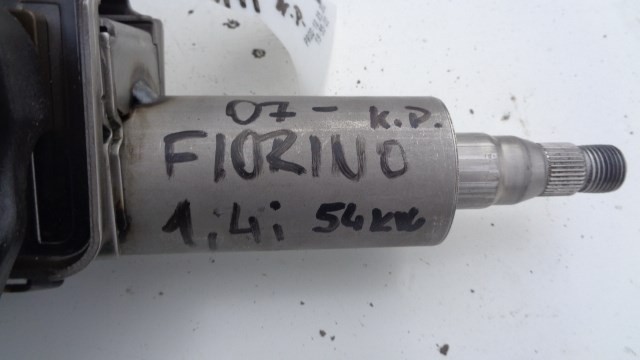 07- K.P.
FIORINO
1,4i 54KW